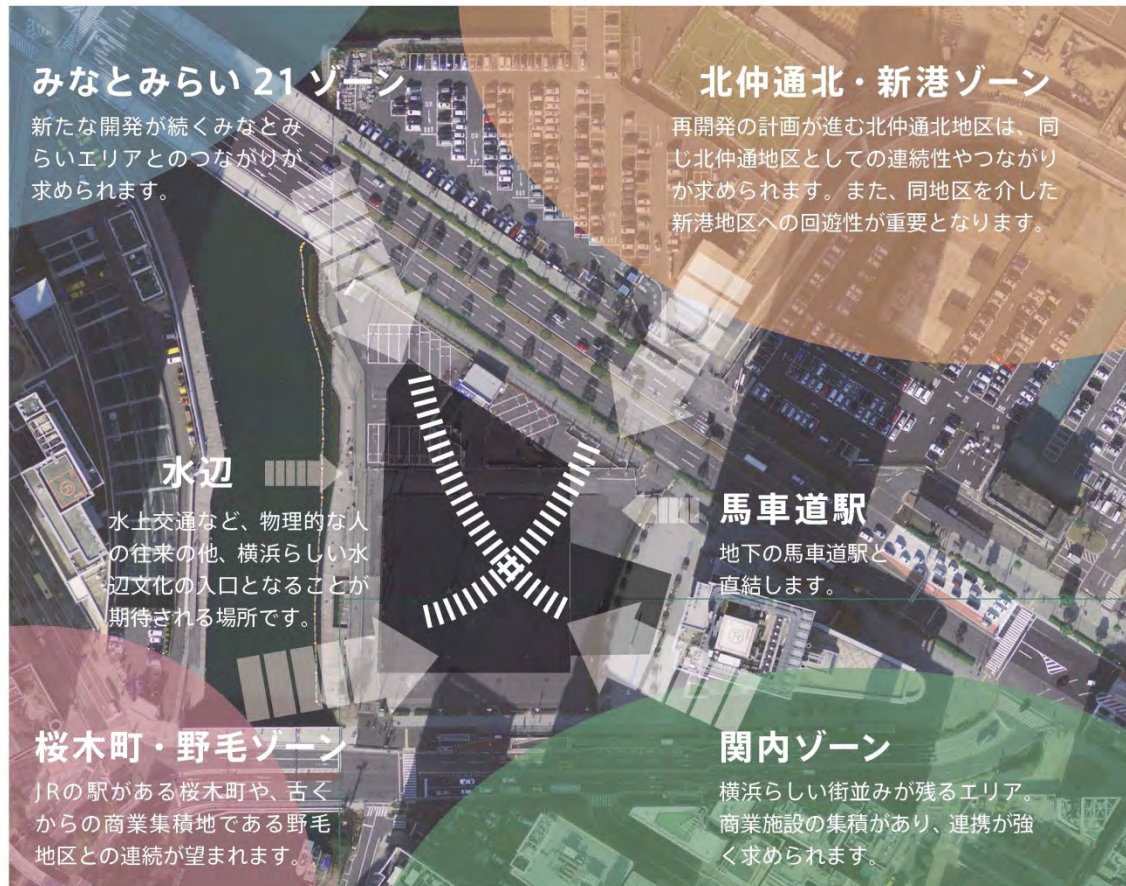 みなとみらい 21 ゾーン
新たな開発が続くみなとみ
らいエリアとのつながりが
求められます。
北仲通北・新港ゾーン
再開発の計画が進む北仲通北地区は、同
じ北仲通地区としての連続性やつながり
が求められます。また、同地区を介した
新港地区への回遊性が重要となります。
水辺
水上交通など、物理的な人
の往来の他、横浜らしい水
辺文化の入口となることが
期待される場所です。
馬車道駅
地下の馬車道駅と
直結します。
桜木町・野毛ゾーン
JRの駅がある桜木町や、古く
からの商業集積地である野毛
地区との連続が望まれます。
関内ゾーン
横浜らしい街並みが残るエリア。
商業施設の集積があり、連携が強
く求められます。